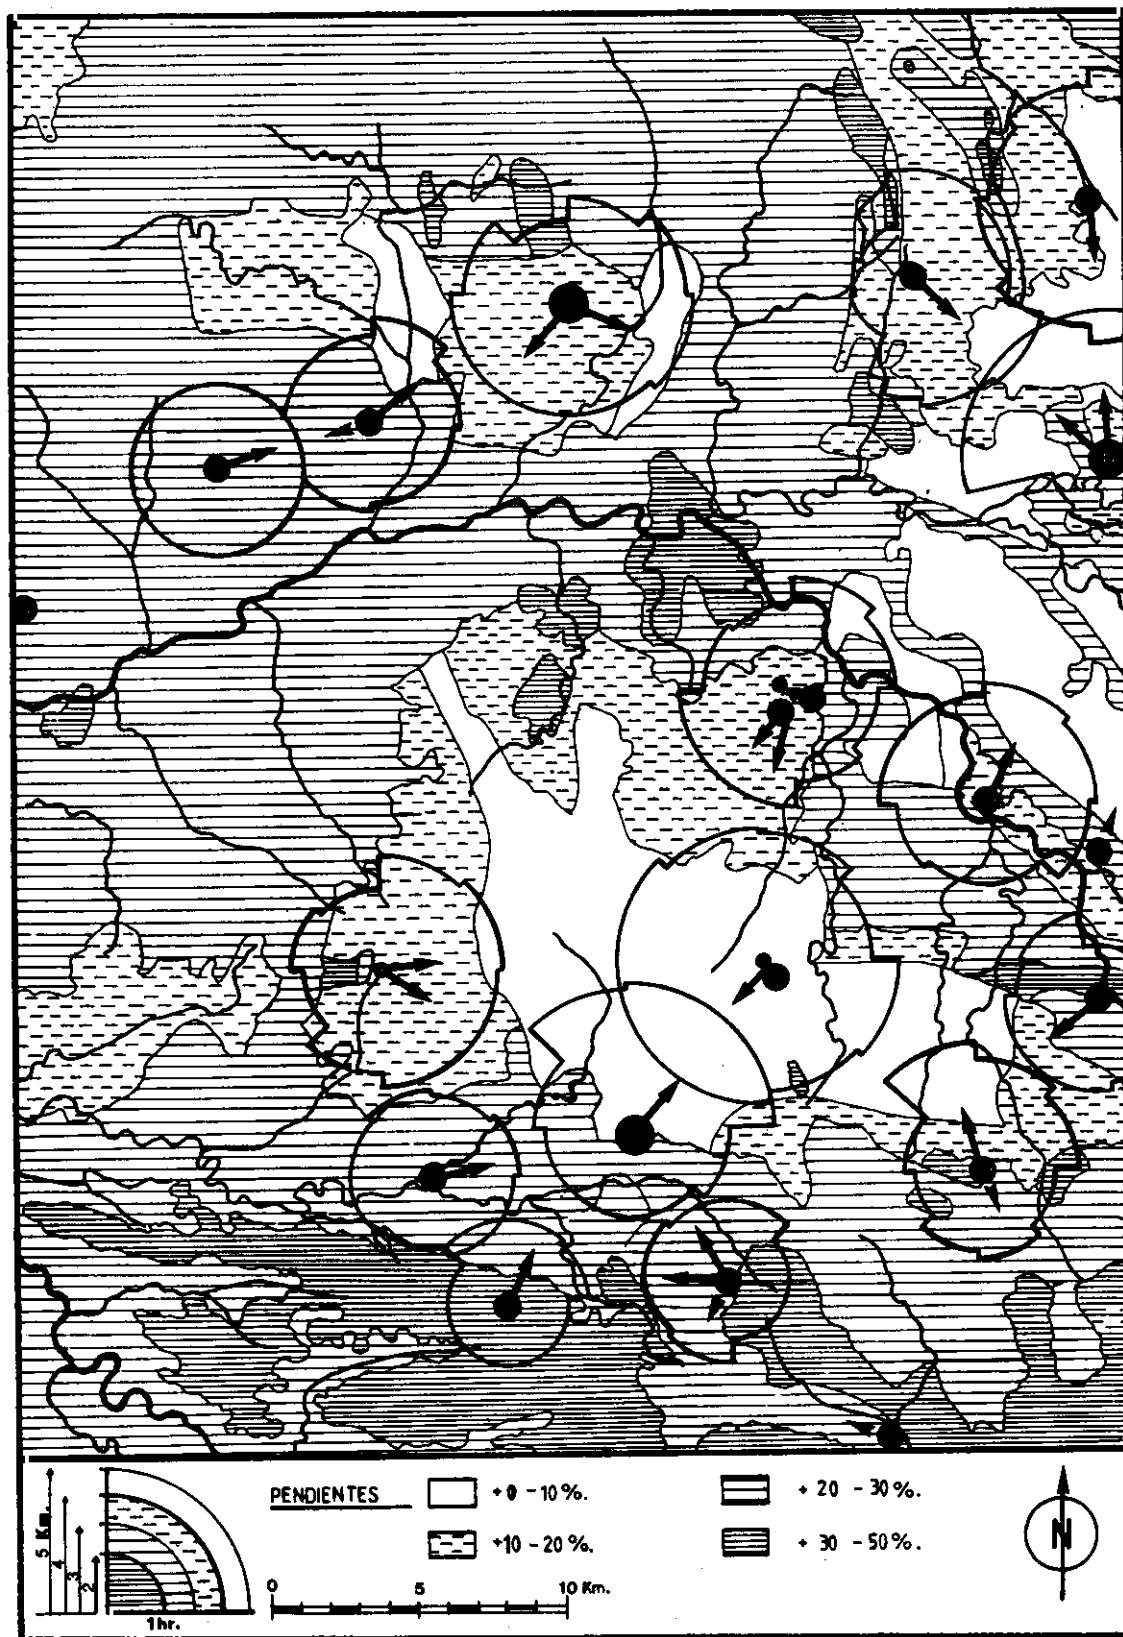 PENDIENTES
+0 - 10%.
+ 20 - 30%.
+10 - 20%.
+ 30 - 50%.
N
5 Km.
4
3
2
1hr.
0 5 10 Km.